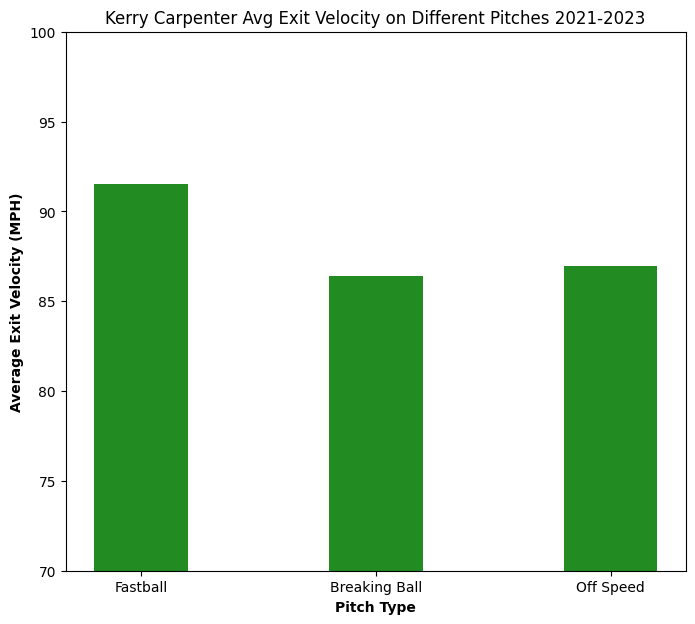 Kerry Carpenter Avg Exit Velocity on Different Pitches 2021-2023
Average Exit Velocity (MPH)
100
95
90
85
80
75
70
Fastball
Breaking Ball
Off Speed
Pitch Type